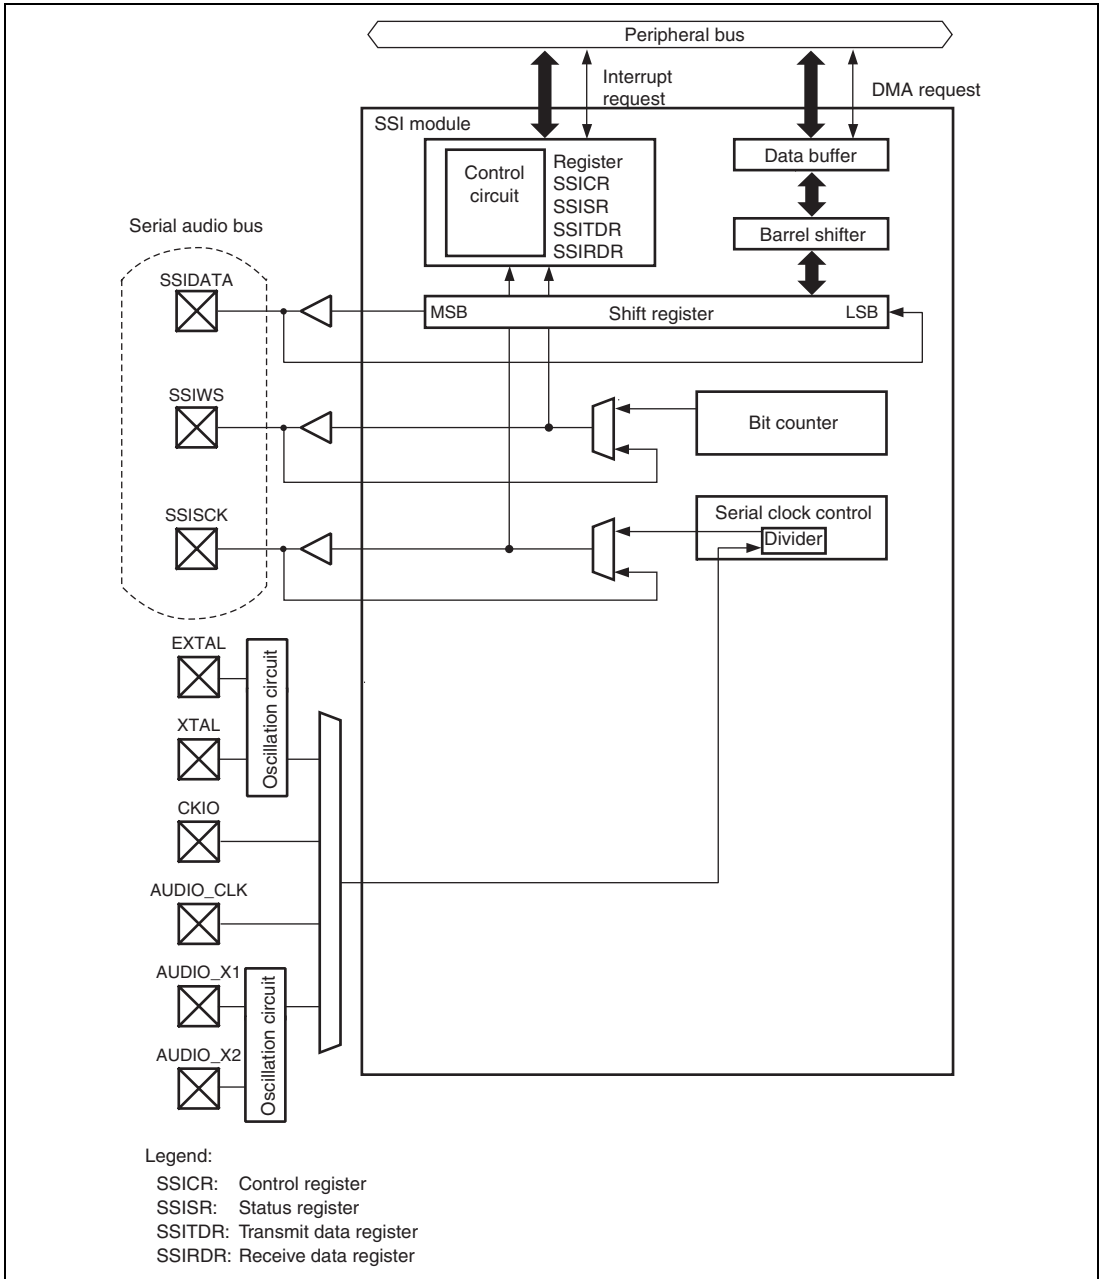 Peripheral bus
Interrupt
request
DMA request
SSI module
Control
circuit
Register
SSICR
SSISR
SSITDR
SSIRDR
Data buffer
Barrel shifter
Serial audio bus
SSIDATA
MSB
Shift register
LSB
SSIWS
Bit counter
SSISCK
Serial clock control
Divider
EXTAL
XTAL
Oscillation circuit
CKIO
AUDIO_CLK
AUDIO_X1
AUDIO_X2
Oscillation circuit
Legend:
SSICR: Control register
SSISR: Status register
SSITDR: Transmit data register
SSIRDR: Receive data register